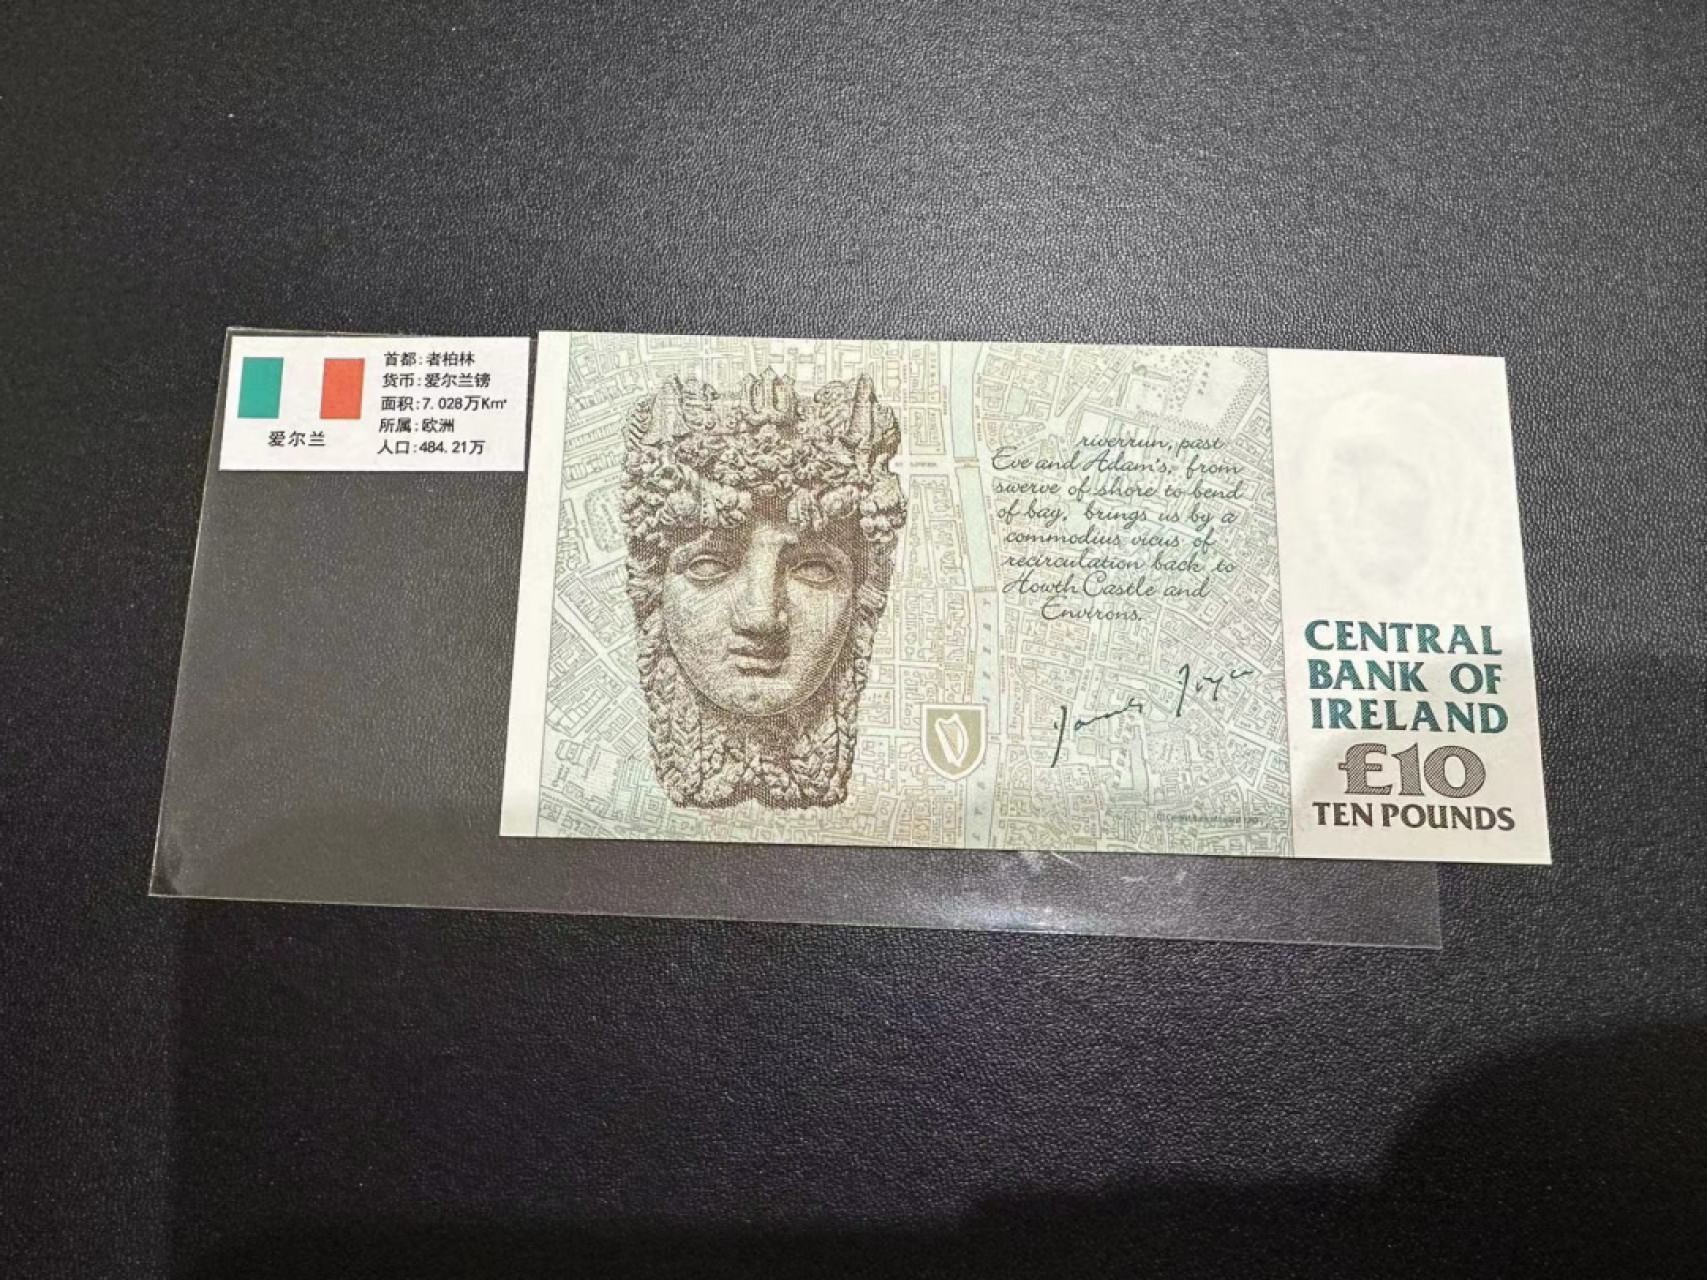 爱尔兰
首都:者柏林
货币:爱尔兰镑
面积:7.028万Km²
所属:欧洲
人口:484.21万
riverrun, past
Eve and Adam's, from
swerve of shore to bend
of bay, brings us by a
commodius vicus of
recirculation back to
Howth Castle and
Environs.
James Joyce
CENTRAL
BANK OF
IRELAND
£10
TEN POUNDS